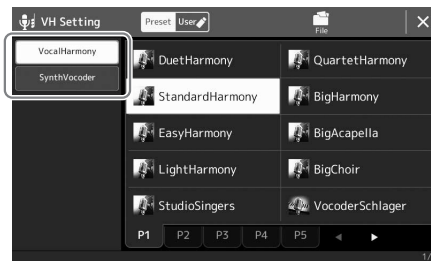 VH Setting
Preset User
File
VocalHarmony
SynthVocoder
DuetHarmony
QuartetHarmony
StandardHarmony
BigHarmony
EasyHarmony
BigAcapella
LightHarmony
BigChoir
StudioSingers
VocoderSchlager
P1 P2 P3 P4 P5